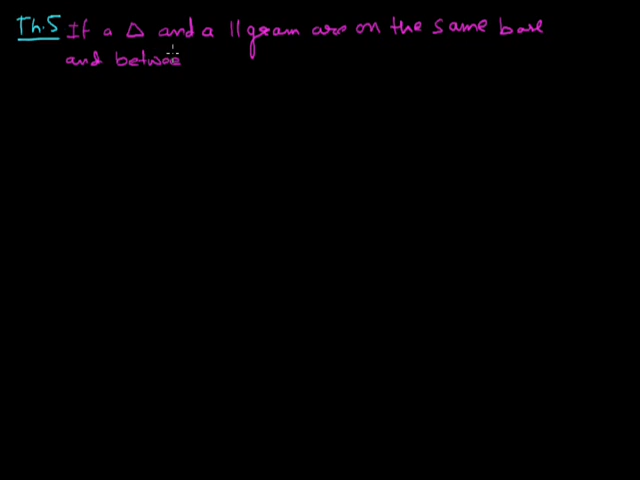 Th.5 If a Δ and a ||gram are on the same base
and betwee